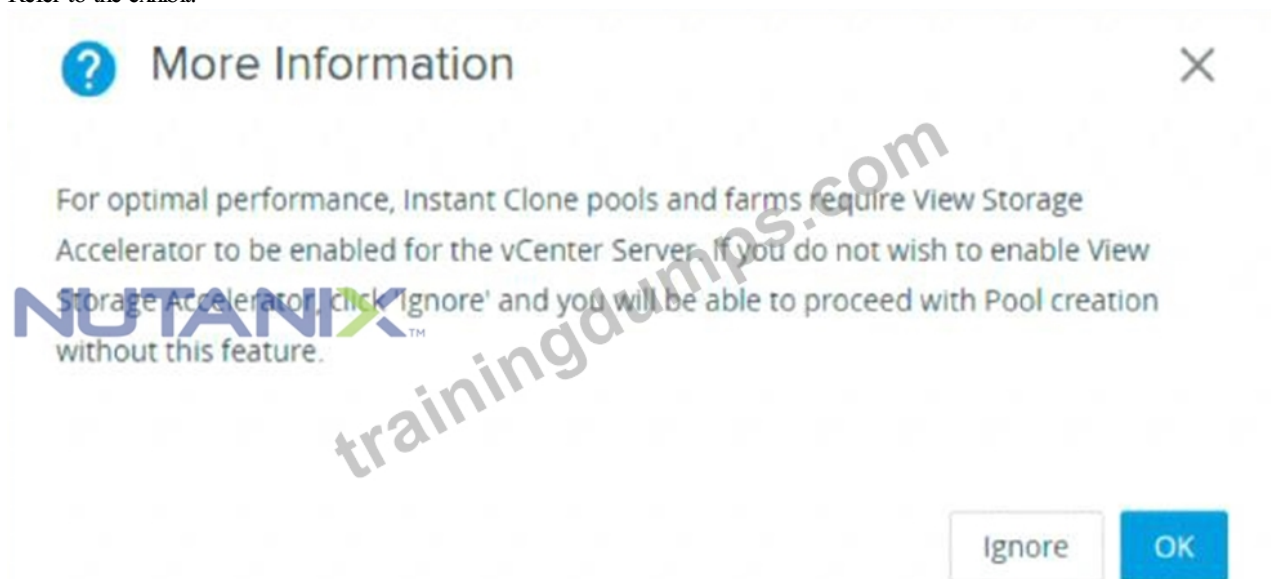 Refer to the exhibit.
? More Information
For optimal performance, Instant Clone pools and farms require View Storage
Accelerator to be enabled for the vCenter Server. If you do not wish to enable View
Storage Accelerator, click 'Ignore' and you will be able to proceed with Pool creation
without this feature.
NUTANIX™
trainingdumps.com
Ignore OK